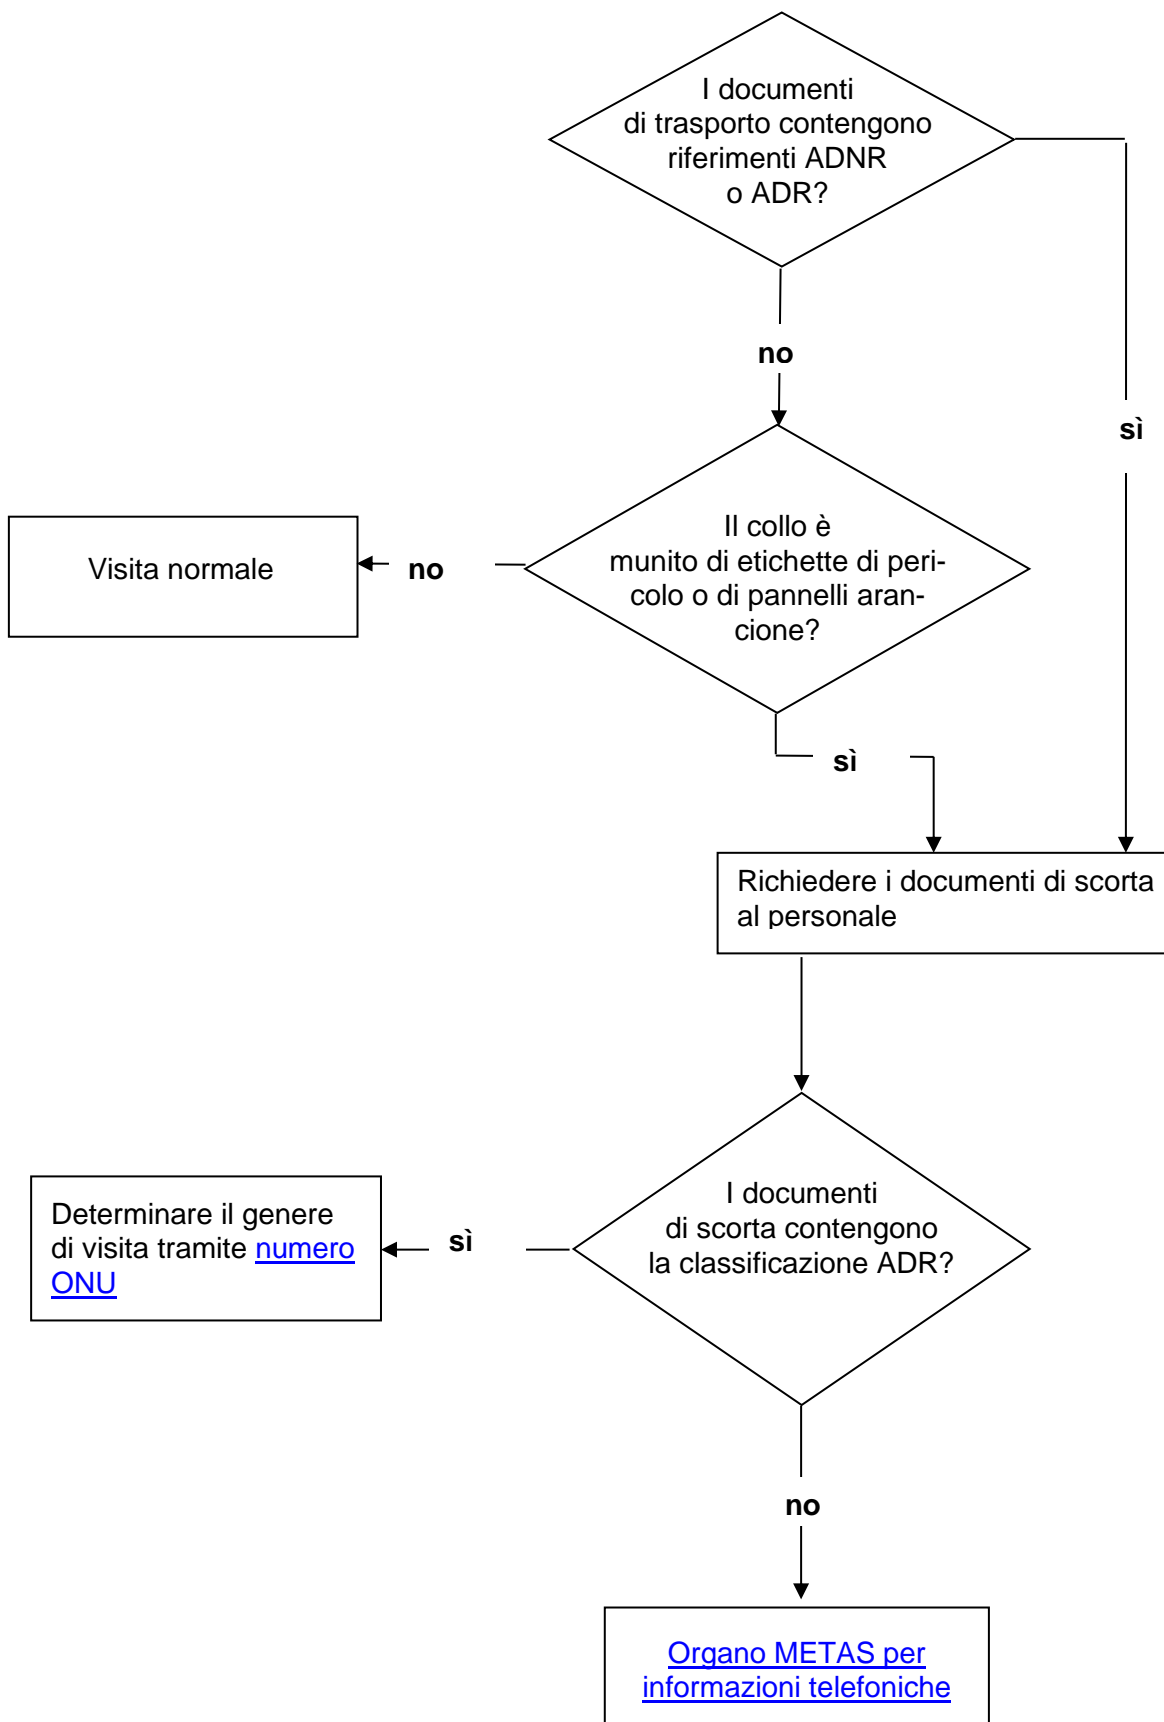 I documenti
di trasporto contengono
riferimenti ADNR
o ADR?
no
sì
Il collo è
munito di etichette di peri-
colo o di pannelli aran-
cione?
no
Visita normale
sì
Richiedere i documenti di scorta
al personale
I documenti
di scorta contengono
la classificazione ADR?
sì
Determinare il genere
di visita tramite numero
ONU
no
Organo METAS per
informazioni telefoniche